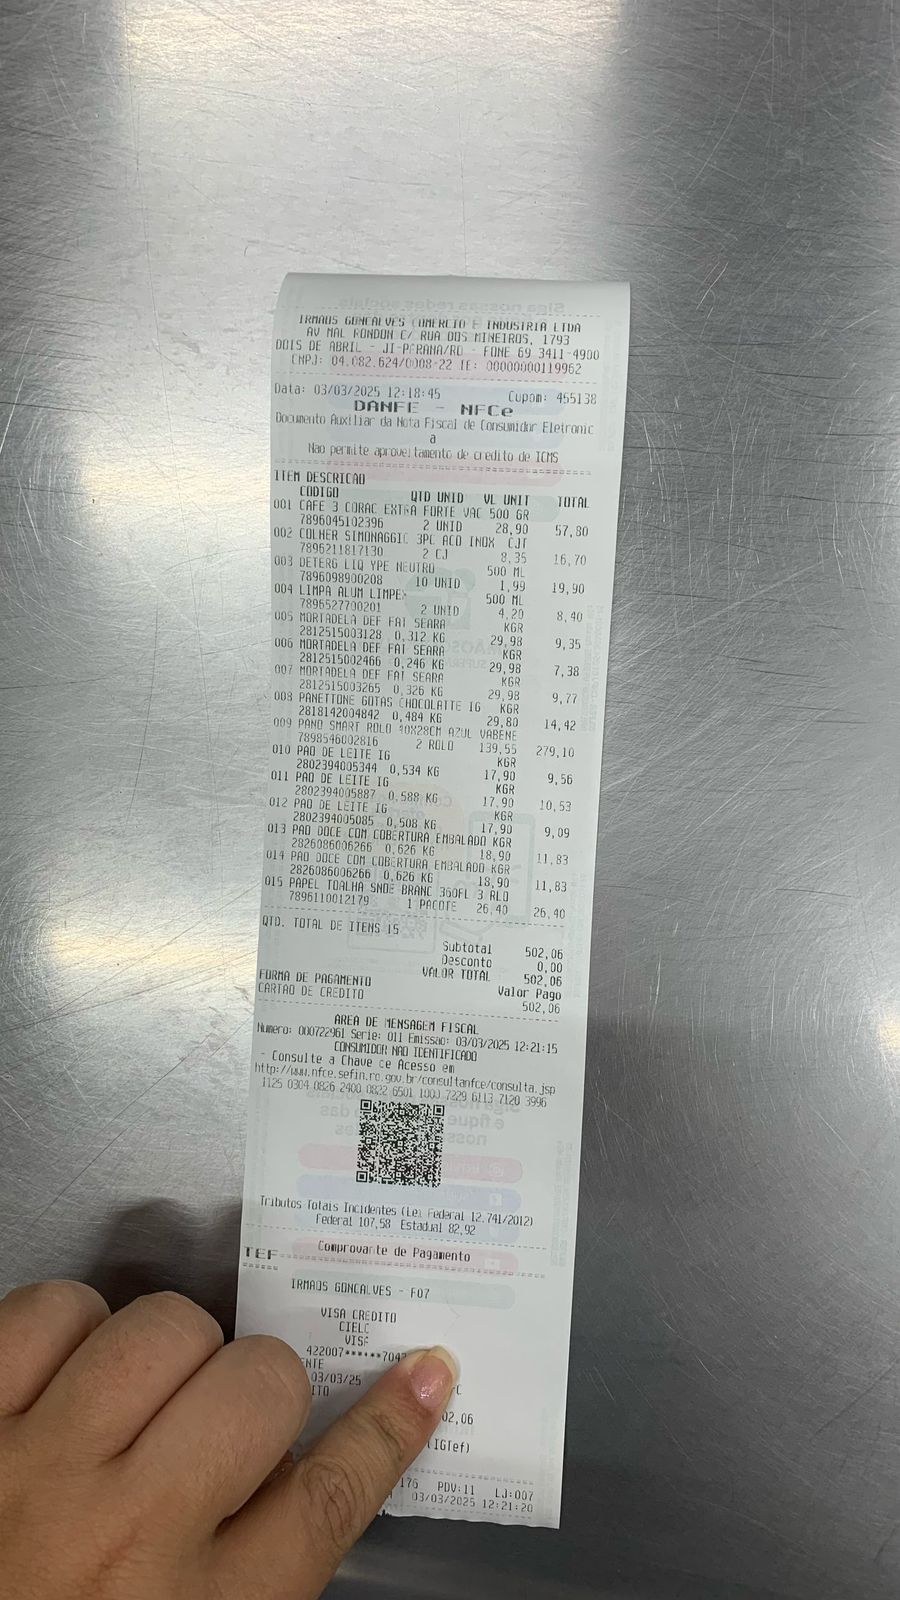 IRMAOS GONCALVES COMERCIO E INDUSTRIA LTDA
AV MAL RONDON C/ RUA DOS MINEIROS, 1793
DOIS DE ABRIL - JI-PARANA/RO - FONE 69 3411-4900
CNPJ: 04.082.624/0008-22 IE: 00000000119962
Data: 03/03/2025 12:18:45 Cupom: 455138
DANFE - NFCe
Documento Auxiliar da Nota Fiscal de Consumidor Eletronic
a
Nao permite aproveitamento de credito de ICMS
ITEM DESCRICAO
CODIGO QTD UNID VL UNIT TOTAL
001 CAFE 3 CORAC EXTRA FORTE VAC 500 GR
7896045102396 2 UNID 28,90 57,80
002 COLHER SIMONAGGIC 3PC ACO INOX CJT
7896211817130 2 CJ 8,35 16,70
003 DETERG LIQ YPE NEUTRO 500 ML
7896098900208 10 UNID 1,99 19,90
004 LIMPA ALUM LIMPEX 500 ML
7896527700201 2 UNID 4,20 8,40
005 MORTADELA DEF FAT SEARA KGR
2812515003128 0,312 KG 29,98 9,35
006 MORTADELA DEF FAT SEARA KGR
2812515002466 0,246 KG 29,98 7,38
007 MORTADELA DEF FAT SEARA KGR
2812515003265 0,326 KG 29,98 9,77
008 PANETTONE GOTAS CHOCOLATTE IG KGR
2818142004842 0,484 KG 29,80 14,42
009 PANO SMART ROLO 40X28CM AZUL VABENE
7898546002816 2 ROLO 139,55 279,10
010 PAO DE LEITE IG KGR
2802394005344 0,534 KG 17,90 9,56
011 PAO DE LEITE IG KGR
2802394005887 0,588 KG 17,90 10,53
012 PAO DE LEITE IG KGR
2802394005085 0,508 KG 17,90 9,09
013 PAO DOCE COM COBERTURA EMBALADO KGR
2826086006266 0,626 KG 18,90 11,83
014 PAO DOCE COM COBERTURA EMBALADO KGR
2826086006266 0,626 KG 18,90 11,83
015 PAPEL TOALHA SNOB BRANC 360FL 3 RLO
7896110012179 1 PACOTE 26,40 26,40
QTD. TOTAL DE ITENS 15
Subtotal 502,06
Desconto 0,00
VALOR TOTAL 502,06
FORMA DE PAGAMENTO Valor Pago
CARTAO DE CREDITO 502,06
AREA DE MENSAGEM FISCAL
Numero: 000722961 Serie: 011 Emissao: 03/03/2025 12:21:15
CONSUMIDOR NAO IDENTIFICADO
- Consulte a Chave de Acesso em
http://www.nfce.sefin.ro.gov.br/consultanfce/consulta.jsp
1125 0304 0826 2400 0822 6501 1000 7229 6113 7120 3996
Tributos Totais Incidentes (Lei Federal 12.741/2012)
Federal 107,58 Estadual 82,92
Comprovante de Pagamento
TEF
IRMAOS GONCALVES - F07
VISA CREDITO
CIELO
VISA
422007******7042
ENTE
03/03/25
ITO
02,06
(IGTef)
176 PDV:11 LJ:007
03/03/2025 12:21:20